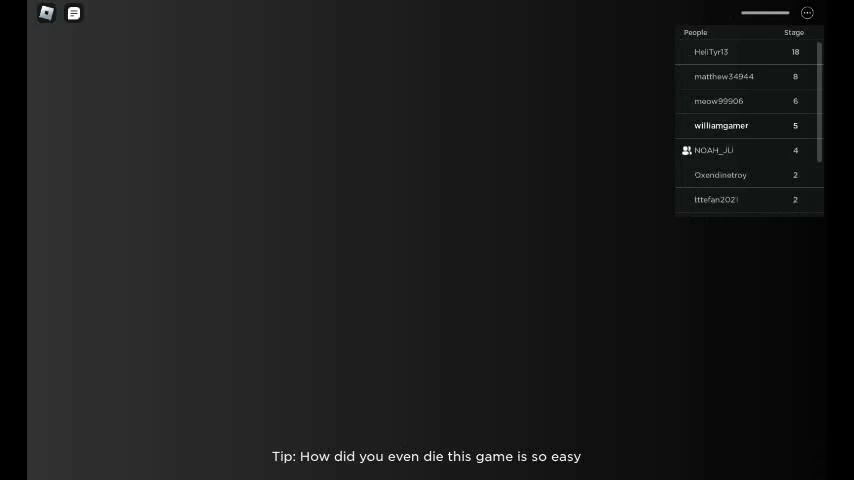 People Stage
HeliTyr13 18
matthew34944 8
meow99906 6
williamgamer 5
NOAH_JLI 4
Oxendinetroy 2
tttefan2021 2
Tip: How did you even die this game is so easy